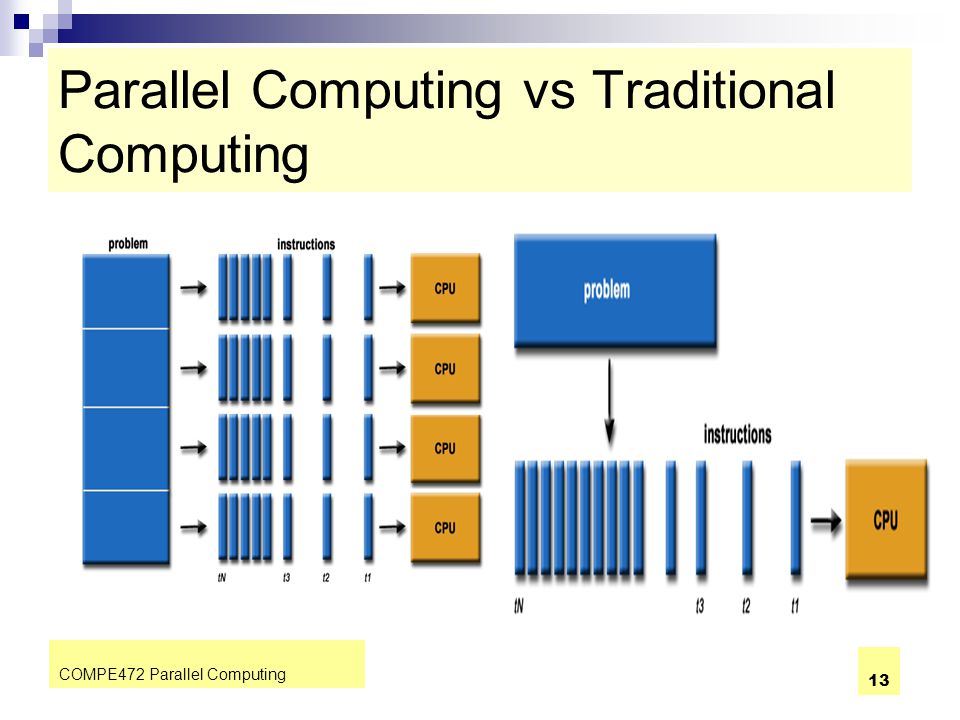 Parallel Computing vs Traditional
Computing
problem
instructions
CPU
CPU
CPU
CPU
tN t3 t2 t1
problem
instructions
CPU
tN t3 t2 t1
COMPE472 Parallel Computing
13